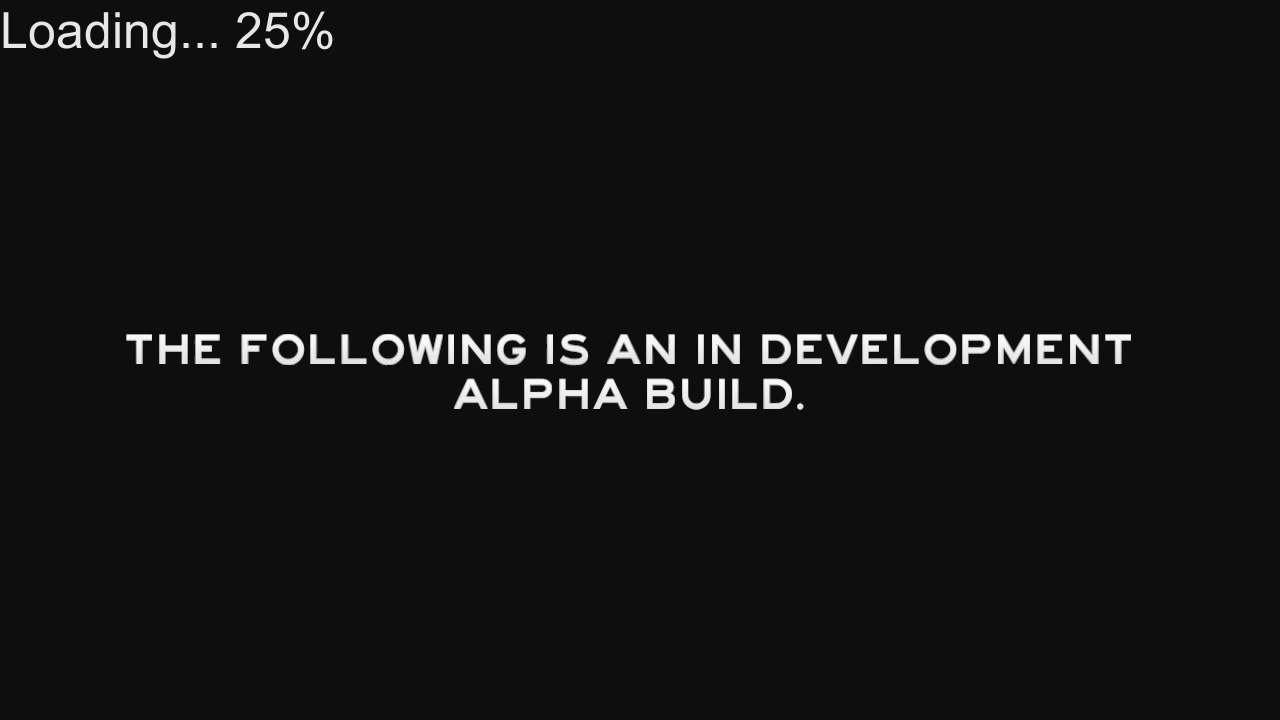 Loading... 25%
THE FOLLOWING IS AN IN DEVELOPMENT
ALPHA BUILD.